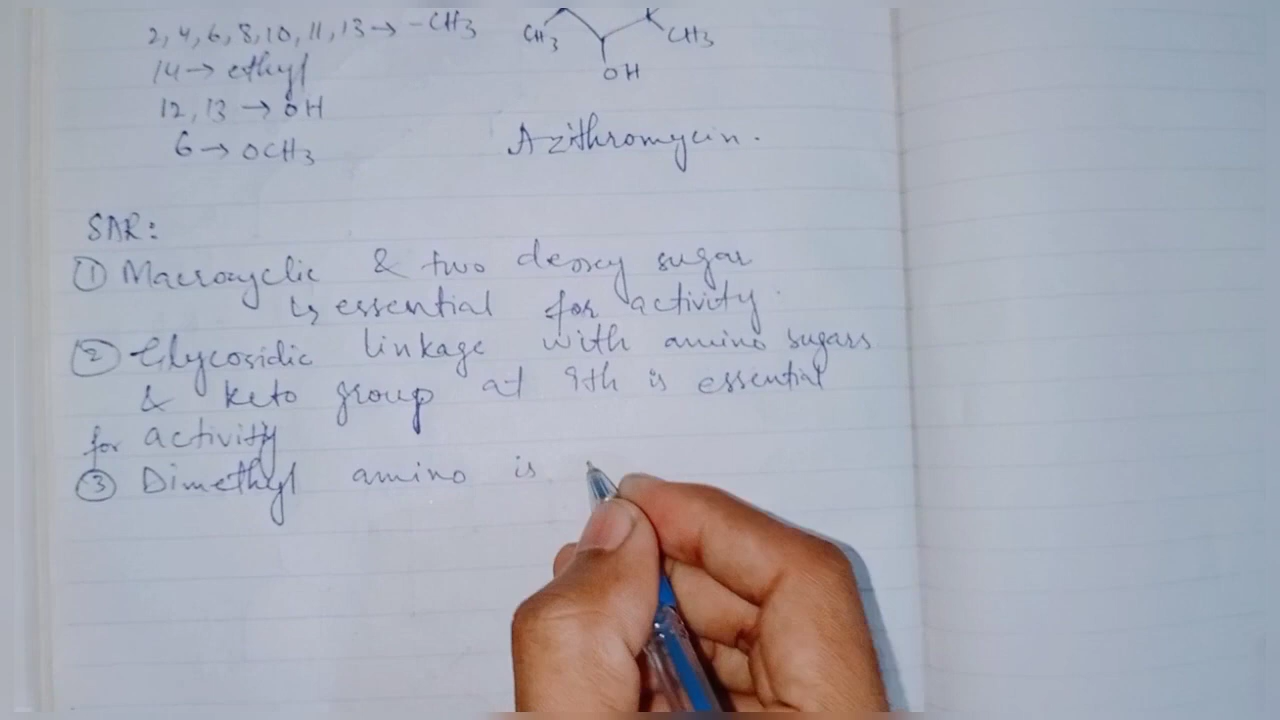 2, 4, 6, 8, 10, 11, 13 → -CH3
14 → ethyl
12, 13 → OH
6 → OCH3
CH3
CH3
OH
Azithromycin.
SAR:
① Macrocyclic & two deoxy sugar
↳ essential for activity.
② Glycosidic linkage with amino sugars
& keto group at 9th is essential
for activity
③ Dimethyl amino is